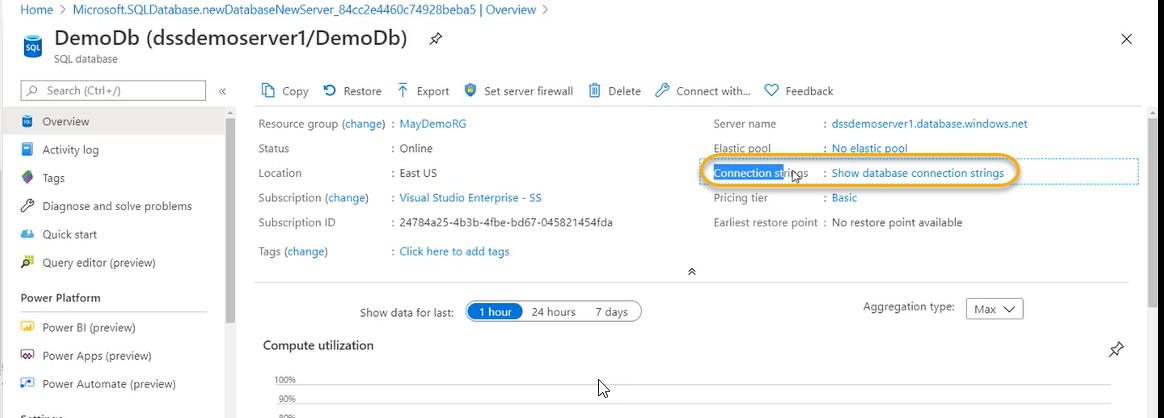 Home > Microsoft.SQLDatabase.newDatabaseNewServer_84cc2e4460c74928beba5 | Overview >
DemoDb (dssdemoserver1/DemoDb)
SQL
SQL database
Search (Ctrl+/)
«
Copy
Restore
Export
Set server firewall
Delete
Connect with...
Feedback
Overview
Activity log
Tags
Diagnose and solve problems
Quick start
Query editor (preview)
Power Platform
Power BI (preview)
Power Apps (preview)
Power Automate (preview)
Settings
Resource group (change) : MayDemoRG
Status : Online
Location : East US
Subscription (change) : Visual Studio Enterprise - SS
Subscription ID : 24784a25-4b3b-4fbe-bd67-045821454fda
Tags (change) : Click here to add tags
Server name : dssdemoserver1.database.windows.net
Elastic pool : No elastic pool
Connection strings : Show database connection strings
Pricing tier : Basic
Earliest restore point : No restore point available
Show data for last: 1 hour 24 hours 7 days
Aggregation type: Max
Compute utilization
100%
90%
80%